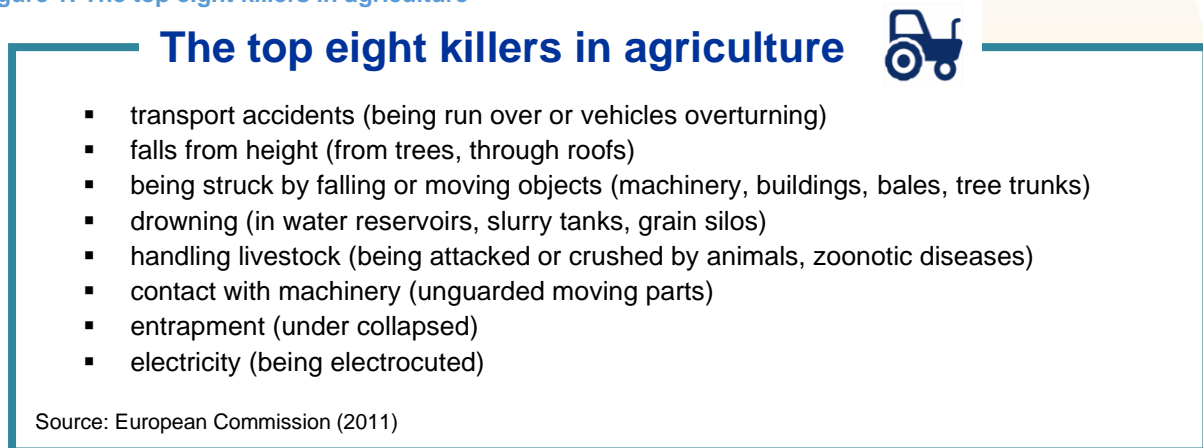 The top eight killers in agriculture
▪ transport accidents (being run over or vehicles overturning)
▪ falls from height (from trees, through roofs)
▪ being struck by falling or moving objects (machinery, buildings, bales, tree trunks)
▪ drowning (in water reservoirs, slurry tanks, grain silos)
▪ handling livestock (being attacked or crushed by animals, zoonotic diseases)
▪ contact with machinery (unguarded moving parts)
▪ entrapment (under collapsed)
▪ electricity (being electrocuted)
Source: European Commission (2011)